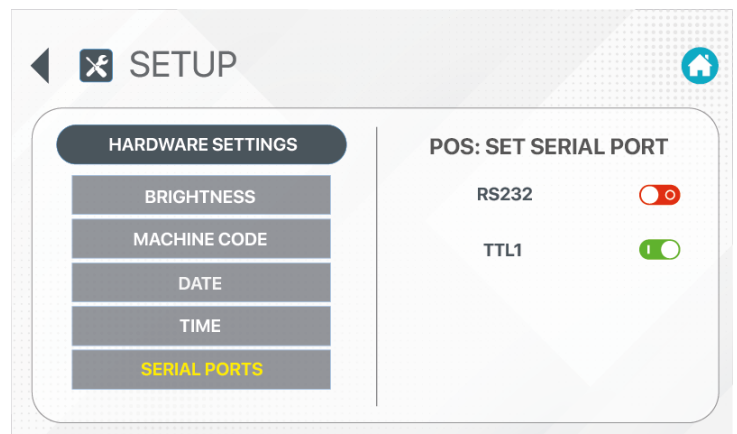 SETUP
HARDWARE SETTINGS
BRIGHTNESS
MACHINE CODE
DATE
TIME
SERIAL PORTS
POS: SET SERIAL PORT
RS232
TTL1